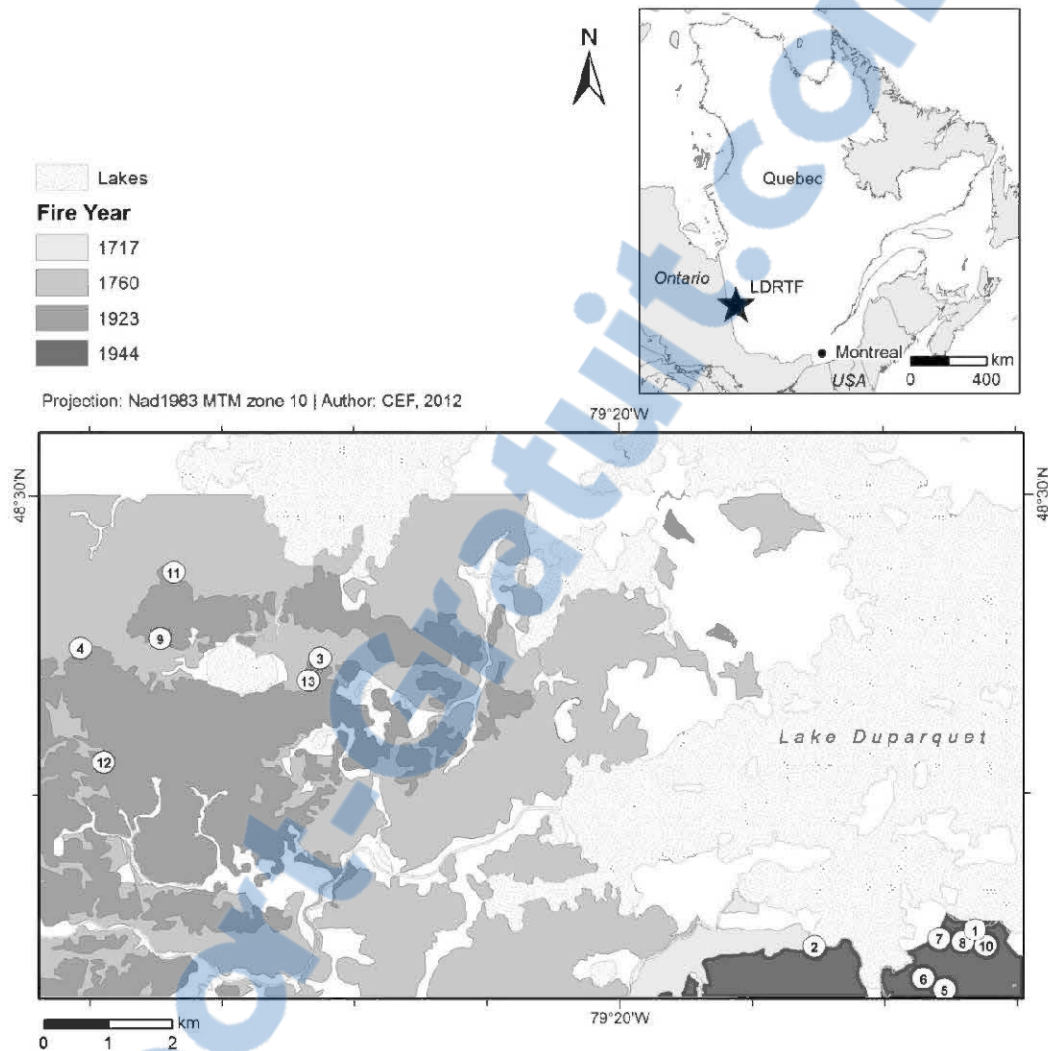 N
Quebec
Ontario
LDRTF
Montreal
km
USA
0 400
Lakes
Fire Year
1717
1760
1923
1944
Projection: Nad1983 MTM zone 10 | Author: CEF, 2012
79°20'W
48°30'N
48°30'N
11
9
4
3
13
Lake Duparquet
12
1
7
8
10
2
6
5
km
0 1 2
79°20'W